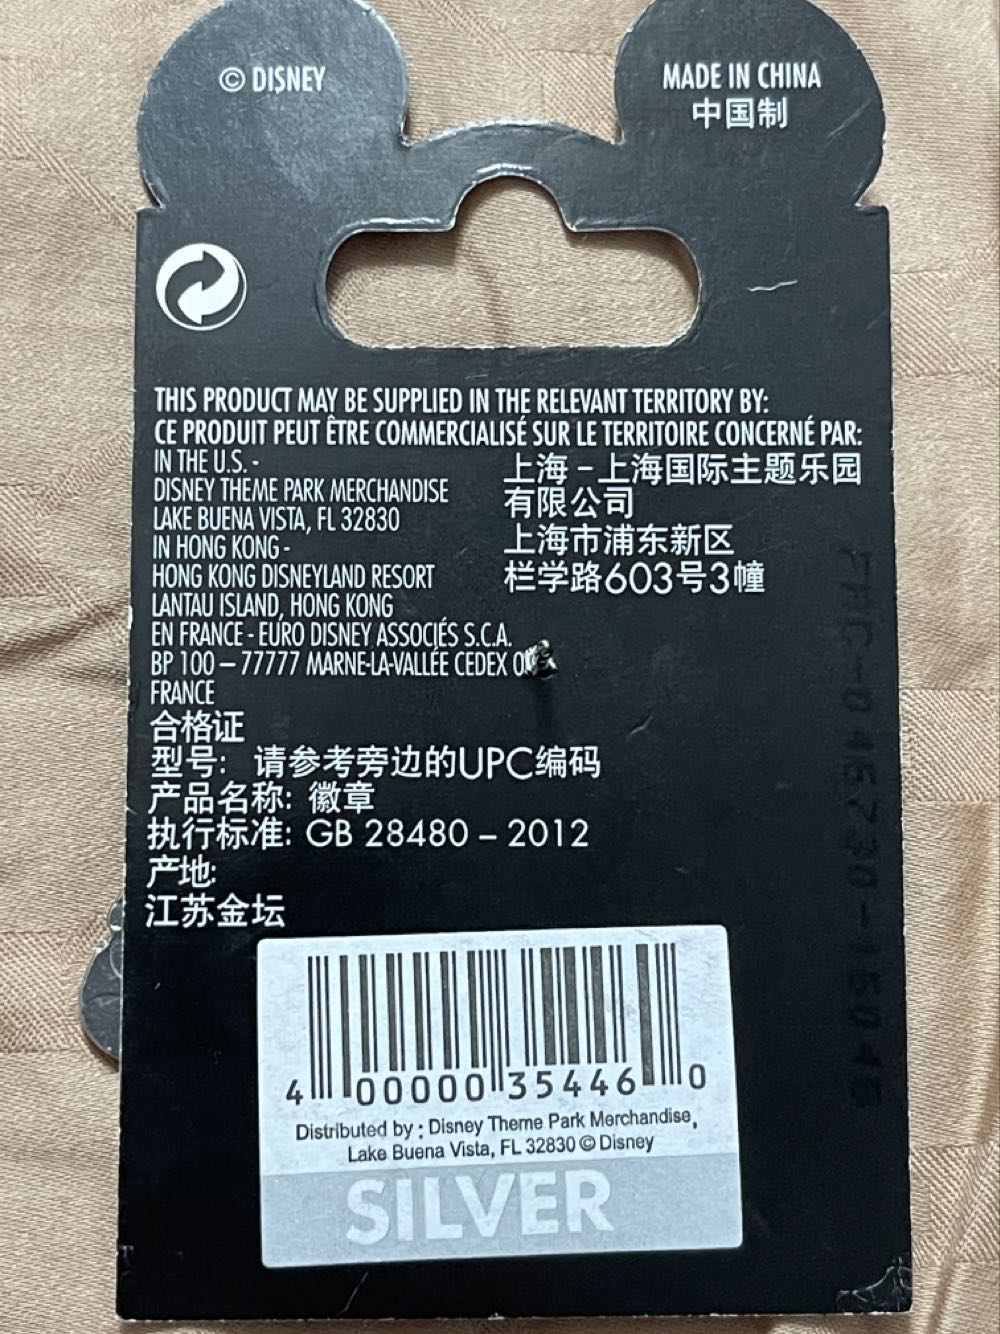 © DISNEY
MADE IN CHINA
中国制
THIS PRODUCT MAY BE SUPPLIED IN THE RELEVANT TERRITORY BY:
CE PRODUIT PEUT ÊTRE COMMERCIALISÉ SUR LE TERRITOIRE CONCERNÉ PAR:
IN THE U.S. -
DISNEY THEME PARK MERCHANDISE
LAKE BUENA VISTA, FL 32830
IN HONG KONG -
HONG KONG DISNEYLAND RESORT
LANTAU ISLAND, HONG KONG
EN FRANCE - EURO DISNEY ASSOCIÉS S.C.A.
BP 100 – 77777 MARNE-LA-VALLÉE CEDEX
FRANCE
上海 – 上海国际主题乐园
有限公司
上海市浦东新区
栏学路603号3幢
合格证
型号: 请参考旁边的UPC编码
产品名称: 徽章
执行标准: GB 28480 – 2012
产地:
江苏金坛
4 00000 35446 0
Distributed by : Disney Theme Park Merchandise,
Lake Buena Vista, FL 32830 © Disney
SILVER